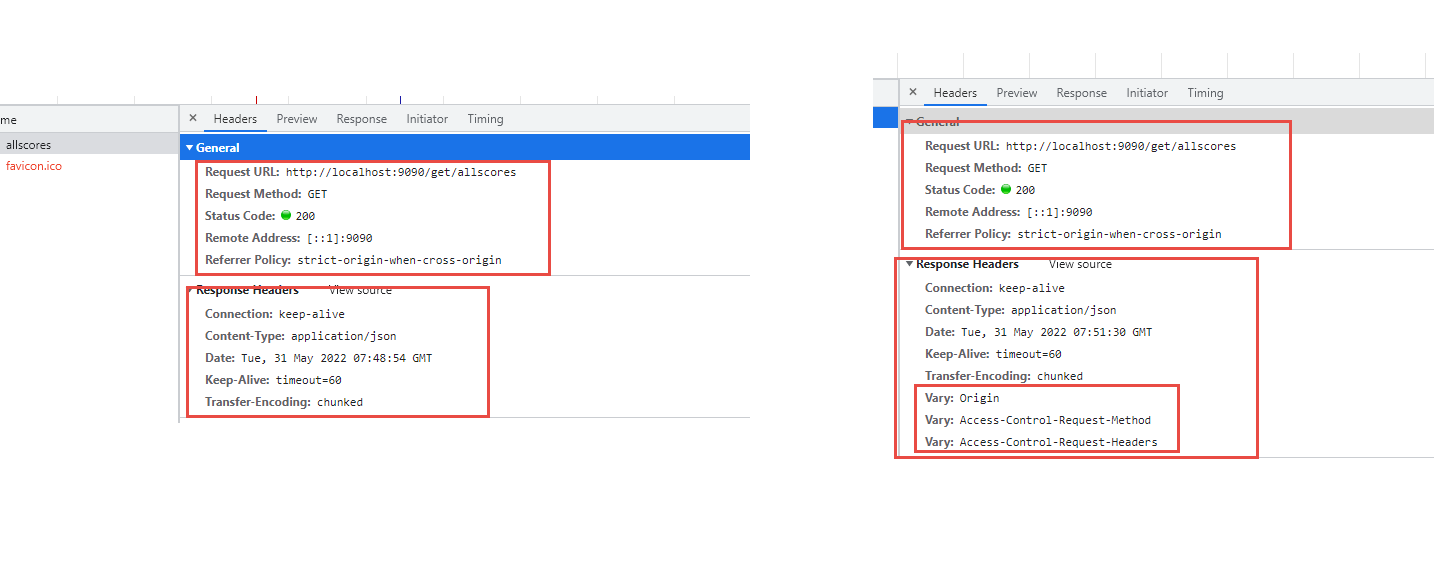 me
allscores
favicon.ico
× Headers Preview Response Initiator Timing
▼ General
Request URL: http://localhost:9090/get/allscores
Request Method: GET
Status Code: 200
Remote Address: [::1]:9090
Referrer Policy: strict-origin-when-cross-origin
Response Headers View source
Connection: keep-alive
Content-Type: application/json
Date: Tue, 31 May 2022 07:48:54 GMT
Keep-Alive: timeout=60
Transfer-Encoding: chunked
× Headers Preview Response Initiator Timing
▼ General
Request URL: http://localhost:9090/get/allscores
Request Method: GET
Status Code: 200
Remote Address: [::1]:9090
Referrer Policy: strict-origin-when-cross-origin
▼ Response Headers View source
Connection: keep-alive
Content-Type: application/json
Date: Tue, 31 May 2022 07:51:30 GMT
Keep-Alive: timeout=60
Transfer-Encoding: chunked
Vary: Origin
Vary: Access-Control-Request-Method
Vary: Access-Control-Request-Headers